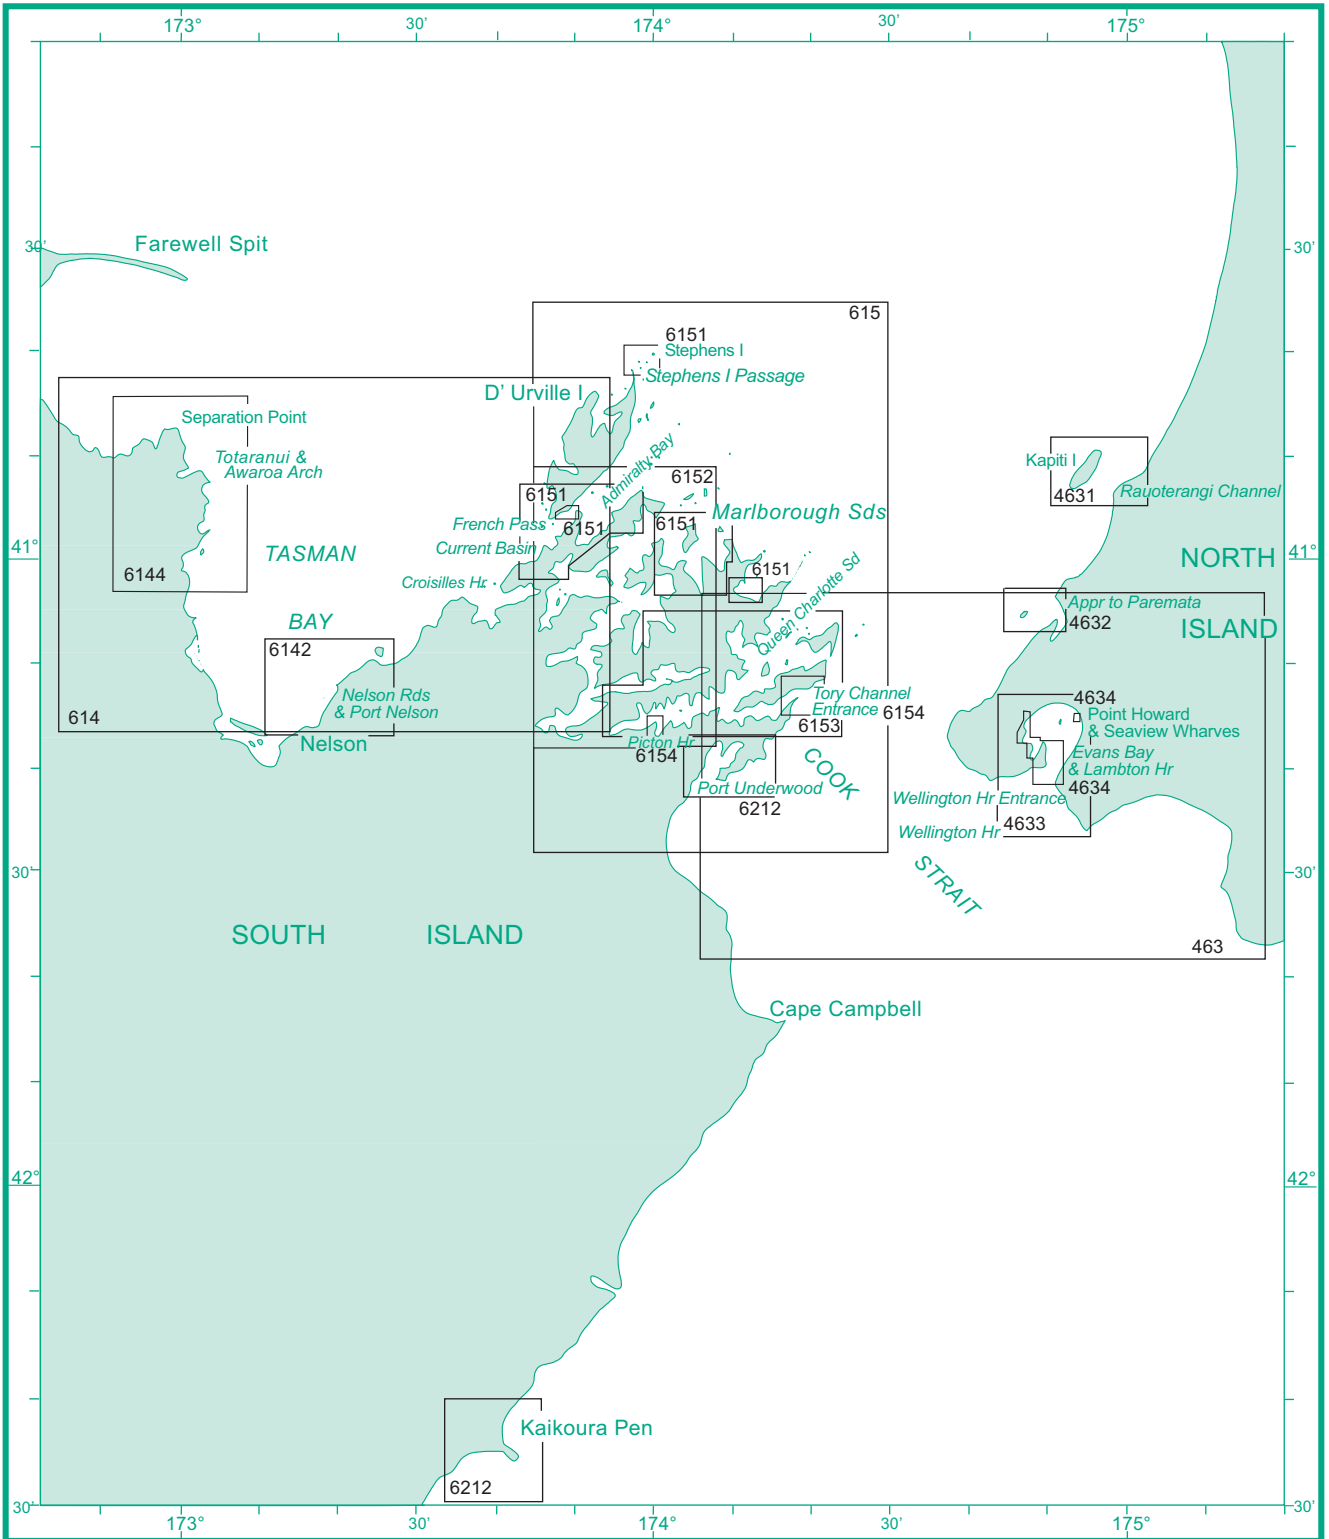 173°
30'
174°
30'
175°
30'
Farewell Spit
30'
615
6151
Stephens I
Stephens I Passage
D' Urville I
Separation Point
Totaranui &
Awaroa Arch
Admiralty Bay
6152
6151
French Pass
6151
6151
Marlborough Sds
Kapiti I
4631
Rauoterangi Channel
41°
TASMAN
Current Basin
Croisilles Hr
6151
Queen Charlotte Sd
NORTH
ISLAND
41°
6144
BAY
6142
Appr to Paremata
4632
Nelson Rds
& Port Nelson
614
Nelson
Tory Channel
Entrance
6153
6154
Picton Hr
6154
4634
Point Howard
& Seaview Wharves
Evans Bay
& Lambton Hr
4634
COOK
Port Underwood
6212
Wellington Hr Entrance
4633
Wellington Hr
30'
STRAIT
30'
SOUTH ISLAND
463
Cape Campbell
42°
42°
Kaikoura Pen
6212
30'
30'
173°
30'
174°
30'
175°